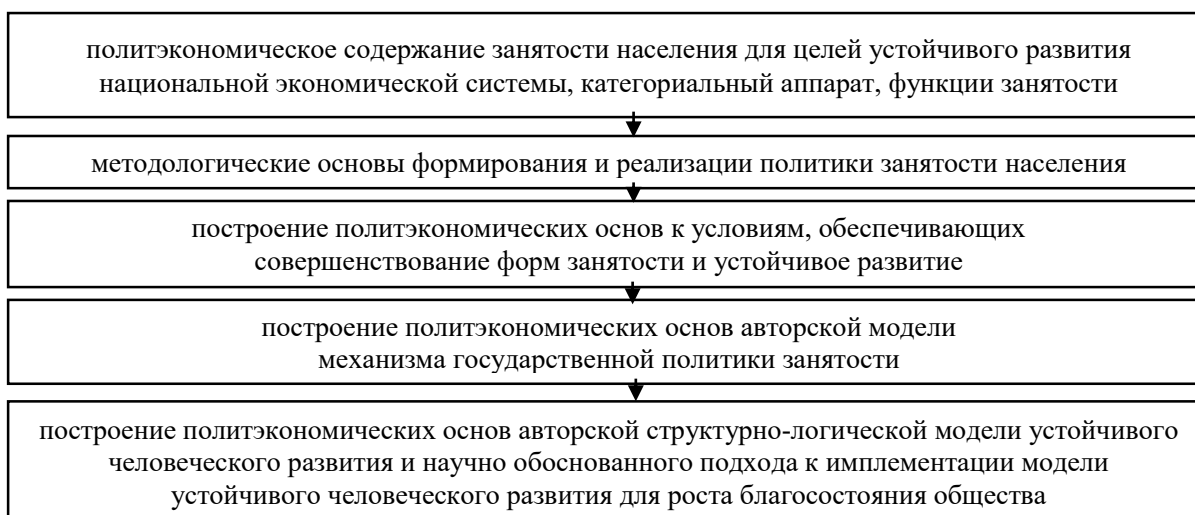 политэкономическое содержание занятости населения для целей устойчивого развития
национальной экономической системы, категориальный аппарат, функции занятости
методологические основы формирования и реализации политики занятости населения
построение политэкономических основ к условиям, обеспечивающих
совершенствование форм занятости и устойчивое развитие
построение политэкономических основ авторской модели
механизма государственной политики занятости
построение политэкономических основ авторской структурно-логической модели устойчивого
человеческого развития и научно обоснованного подхода к имплементации модели
устойчивого человеческого развития для роста благосостояния общества